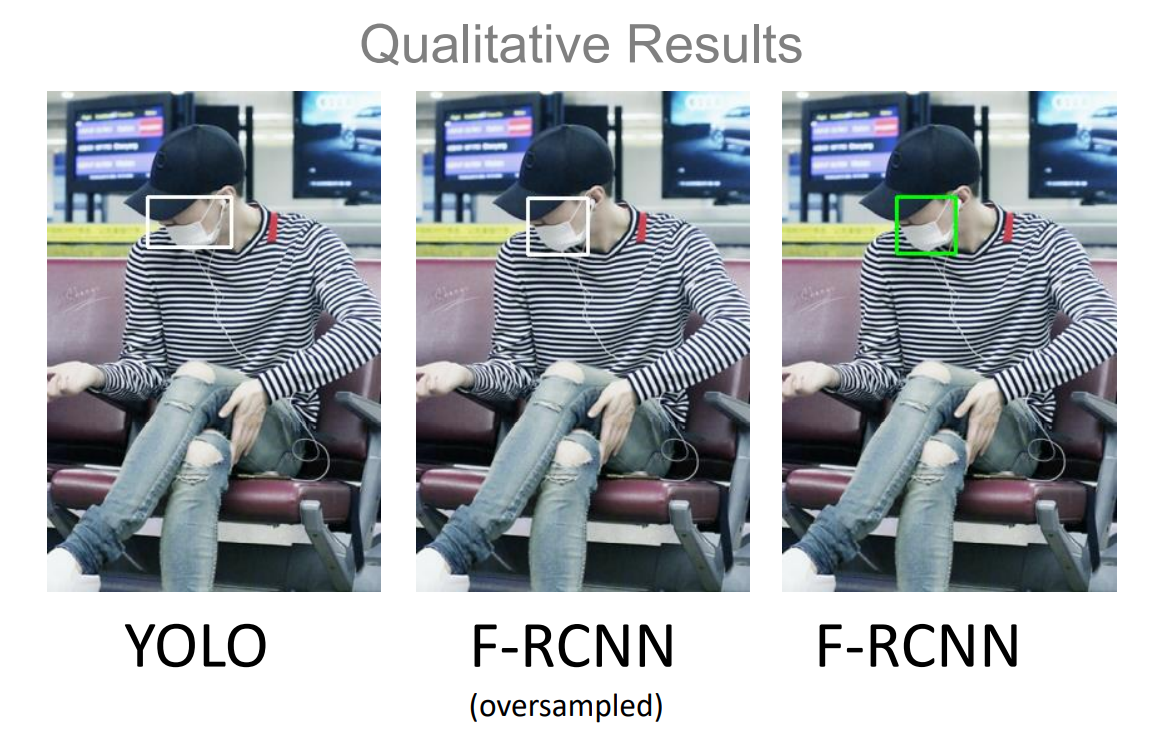 Qualitative Results
YOLO
F-RCNN
F-RCNN
(oversampled)